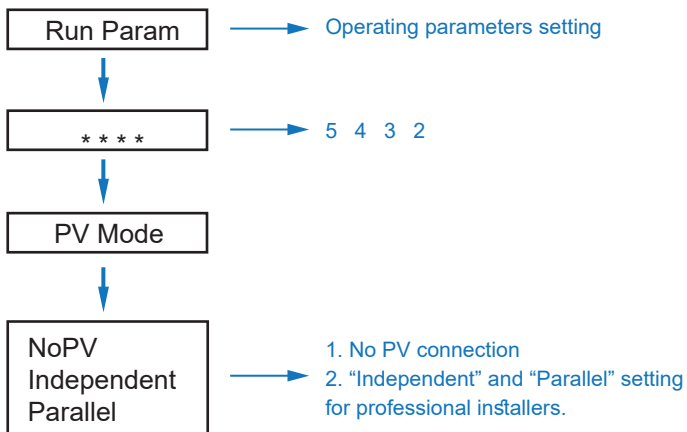 Run Param
Operating parameters setting
* * * *
5 4 3 2
PV Mode
NoPV
Independent
Parallel
1. No PV connection
2. “Independent” and “Parallel” setting
for professional installers.